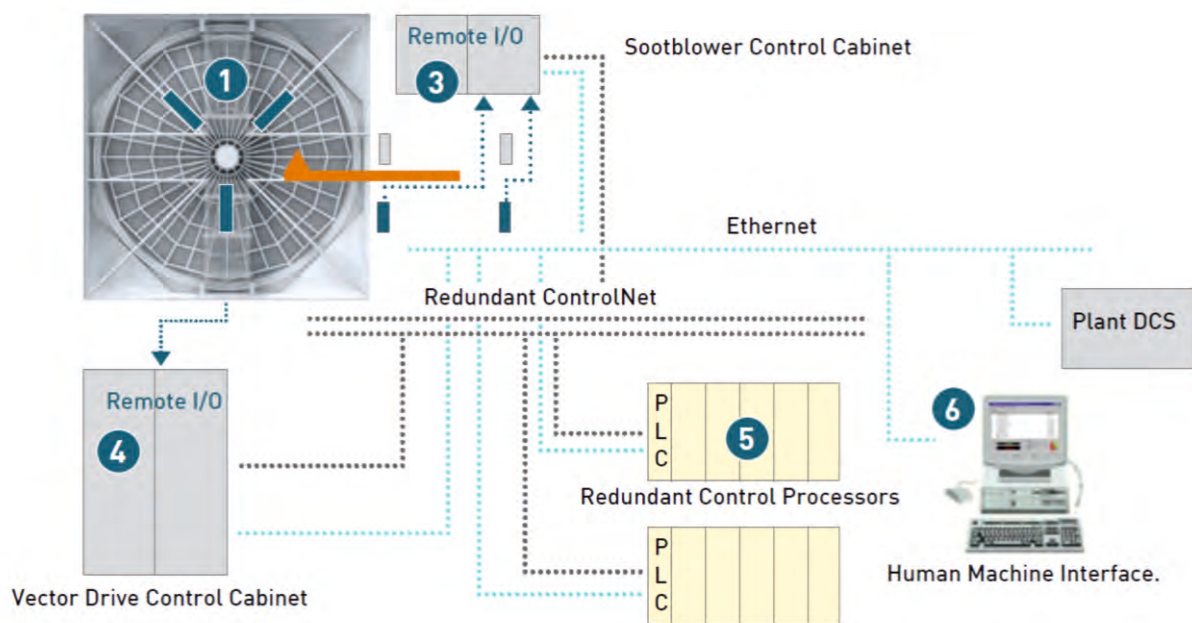 Remote I/O
1
3
Sootblower Control Cabinet
Ethernet
Redundant ControlNet
Plant DCS
Remote I/O
4
P
L
C
5
6
Redundant Control Processors
Human Machine Interface.
P
L
C
Vector Drive Control Cabinet